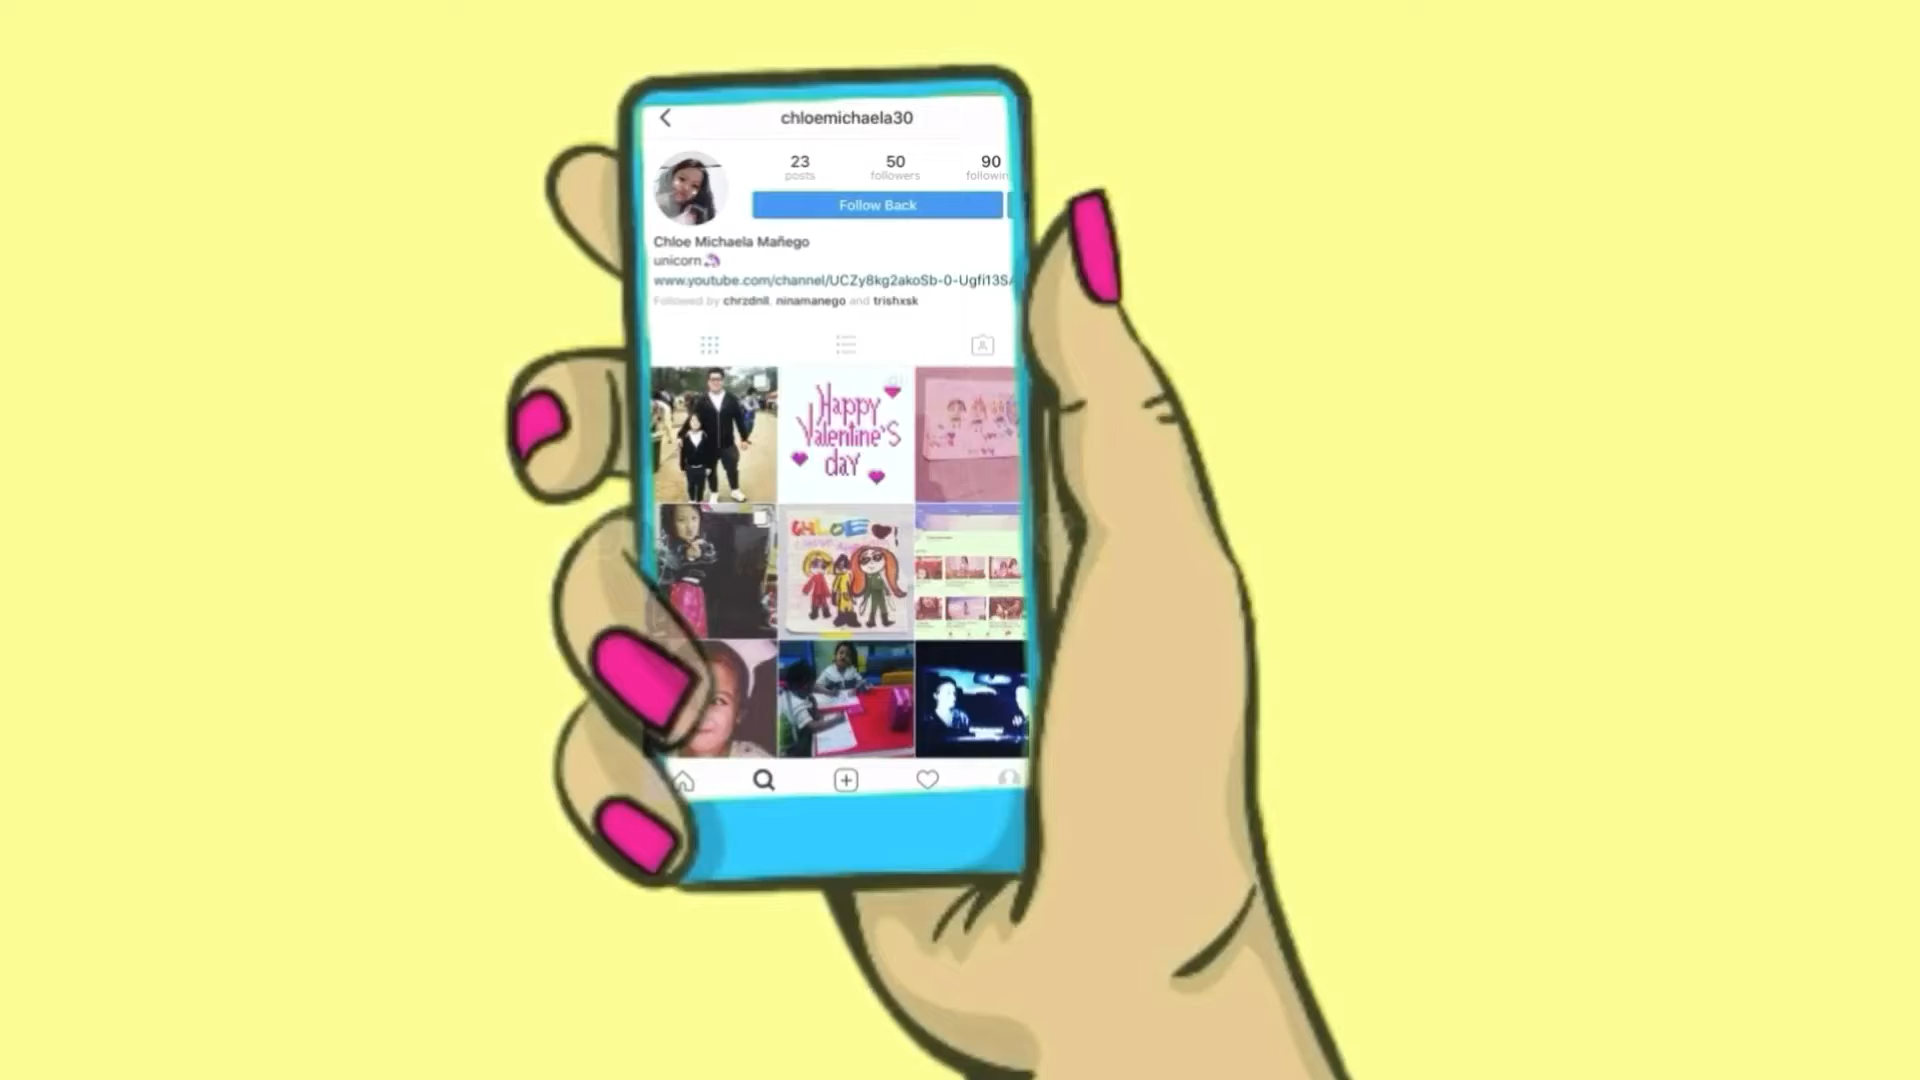 chloemichaela30
23 50 90
posts followers followin
Follow Back
Chloe Michaela Mañego
unicorn🦄
www.youtube.com/channel/UCZy8kg2akoSb-0-Ugfi13S
Followed by chrzdnll, ninamanego and trishxsk
Happy
Valentine's
day
CHLOE